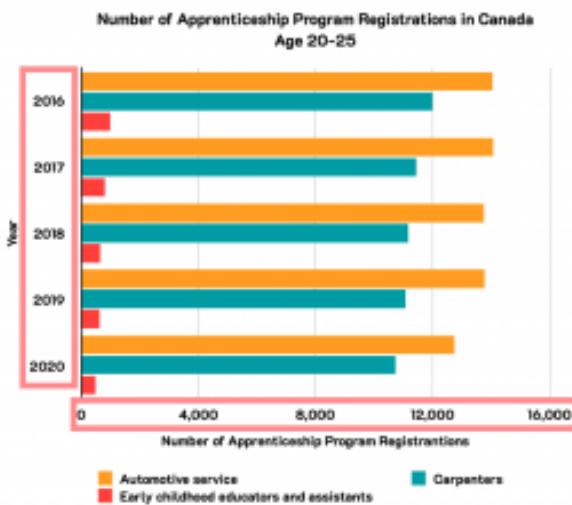 Number of Apprenticeship Program Registrations in Canada
Age 20-25
Year
2016
2017
2018
2019
2020
0 4,000 8,000 12,000 16,000
Number of Apprenticeship Program Registrantions
Automotive service Carpenters
Early childhood educators and assistants